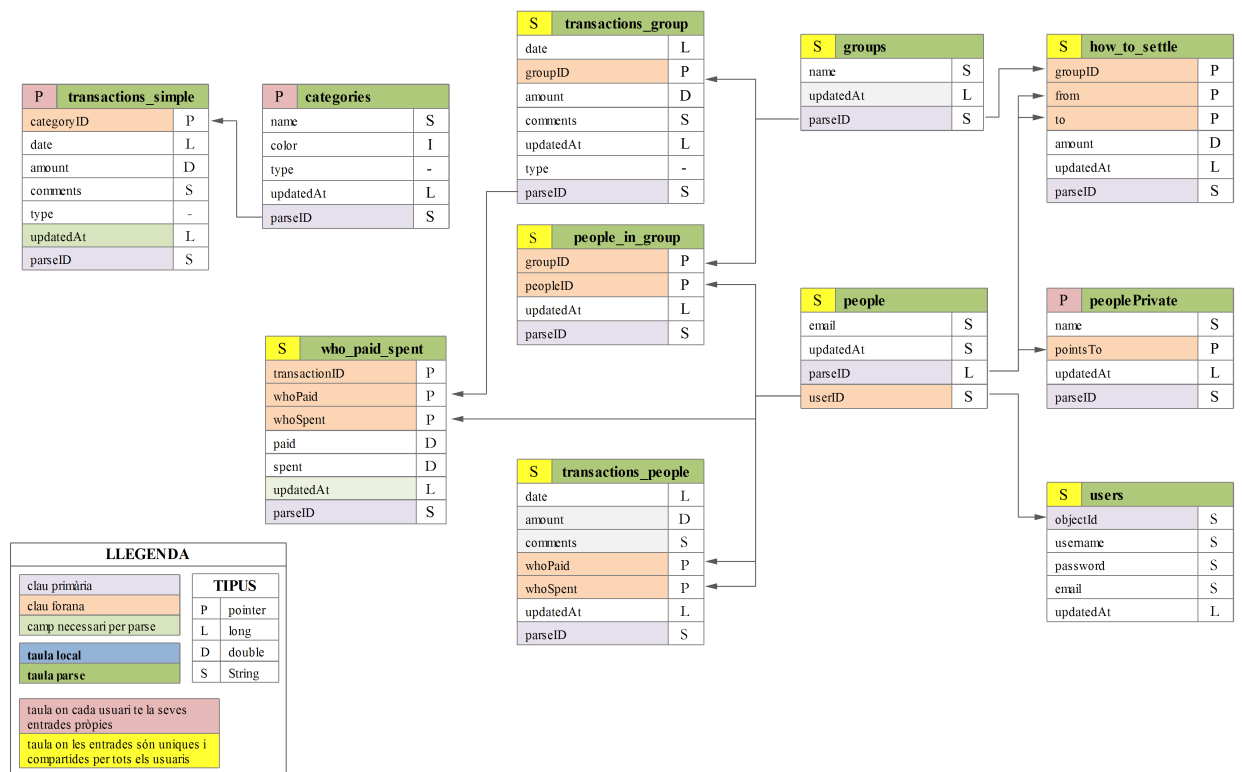 S transactions_group
date L
groupID P
amount D
comments S
updatedAt L
type -
parseID S
S groups
name S
updatedAt L
parseID S
S how_to_settle
groupID P
from P
to P
amount D
updatedAt L
parseID S
P transactions_simple
categoryID P
date L
amount D
comments S
type -
updatedAt L
parseID S
P categories
name S
color I
type -
updatedAt L
parseID S
S people_in_group
groupID P
peopleID P
updatedAt L
parseID S
S people
email S
updatedAt S
parseID L
userID S
P peoplePrivate
name S
pointsTo P
updatedAt L
parseID S
S who_paid_spent
transactionID P
whoPaid P
whoSpent P
paid D
spent D
updatedAt L
parseID S
S transactions_people
date L
amount D
comments S
whoPaid P
whoSpent P
updatedAt L
parseID S
S users
objectId S
username S
password S
email S
updatedAt L
LLEGENDA
clau primària
clau forana
camp necessari per parse
taula local
taula parse
TIPUS
P pointer
L long
D double
S String
taula on cada usuari te la seves
entrades pròpies
taula on les entrades són uniques i
compartides per tots els usuaris